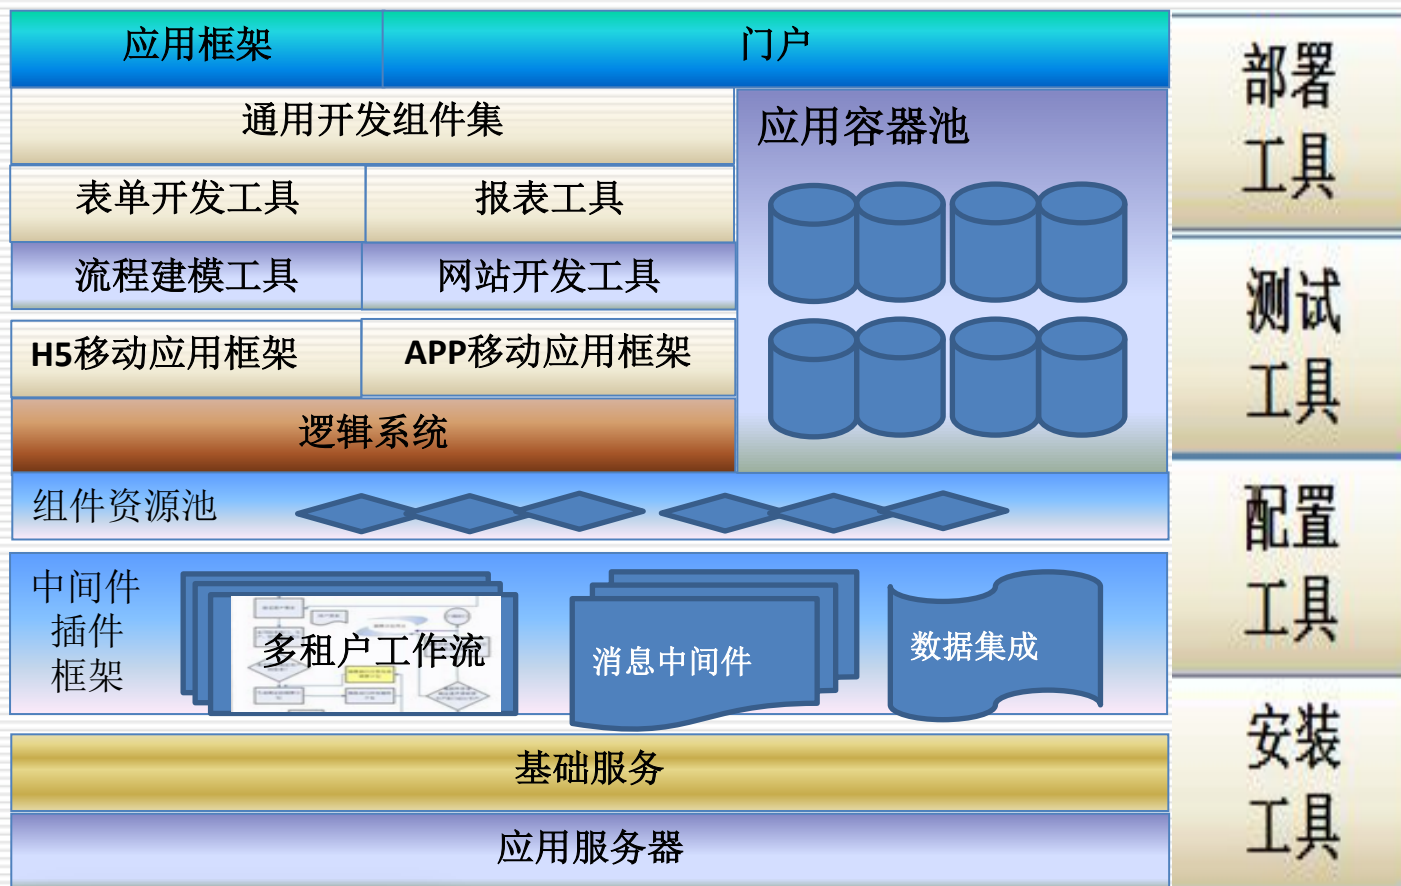 应用框架
门户
通用开发组件集
应用容器池
表单开发工具
报表工具
流程建模工具
网站开发工具
H5移动应用框架
APP移动应用框架
逻辑系统
组件资源池
中间件
插件
框架
多租户工作流
消息中间件
数据集成
基础服务
应用服务器
部署
工具
测试
工具
配置
工具
安装
工具